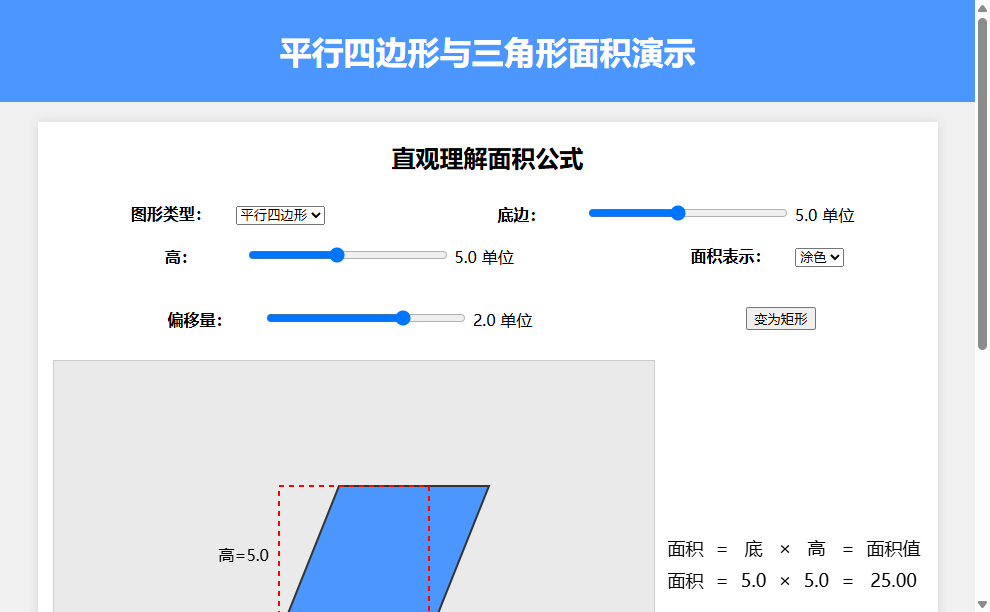 平行四边形与三角形面积演示
直观理解面积公式
图形类型： 平行四边形 底边： 5.0 单位
高： 5.0 单位 面积表示： 涂色
偏移量： 2.0 单位 变为矩形
高=5.0
面积 = 底 × 高 = 面积值
面积 = 5.0 × 5.0 = 25.00